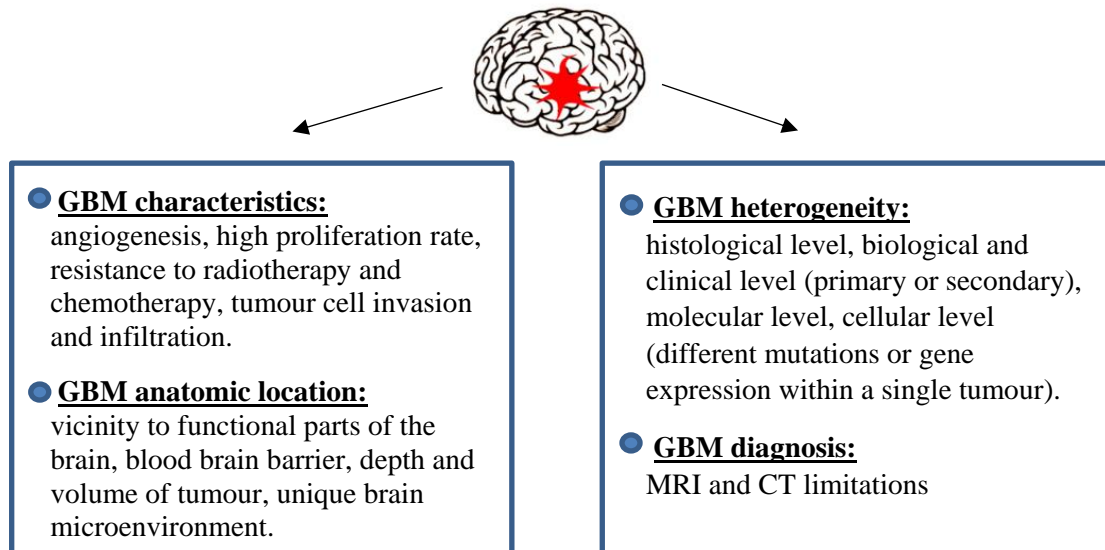 GBM characteristics:
angiogenesis, high proliferation rate,
resistance to radiotherapy and
chemotherapy, tumour cell invasion
and infiltration.
GBM anatomic location:
vicinity to functional parts of the
brain, blood brain barrier, depth and
volume of tumour, unique brain
microenvironment.
GBM heterogeneity:
histological level, biological and
clinical level (primary or secondary),
molecular level, cellular level
(different mutations or gene
expression within a single tumour).
GBM diagnosis:
MRI and CT limitations